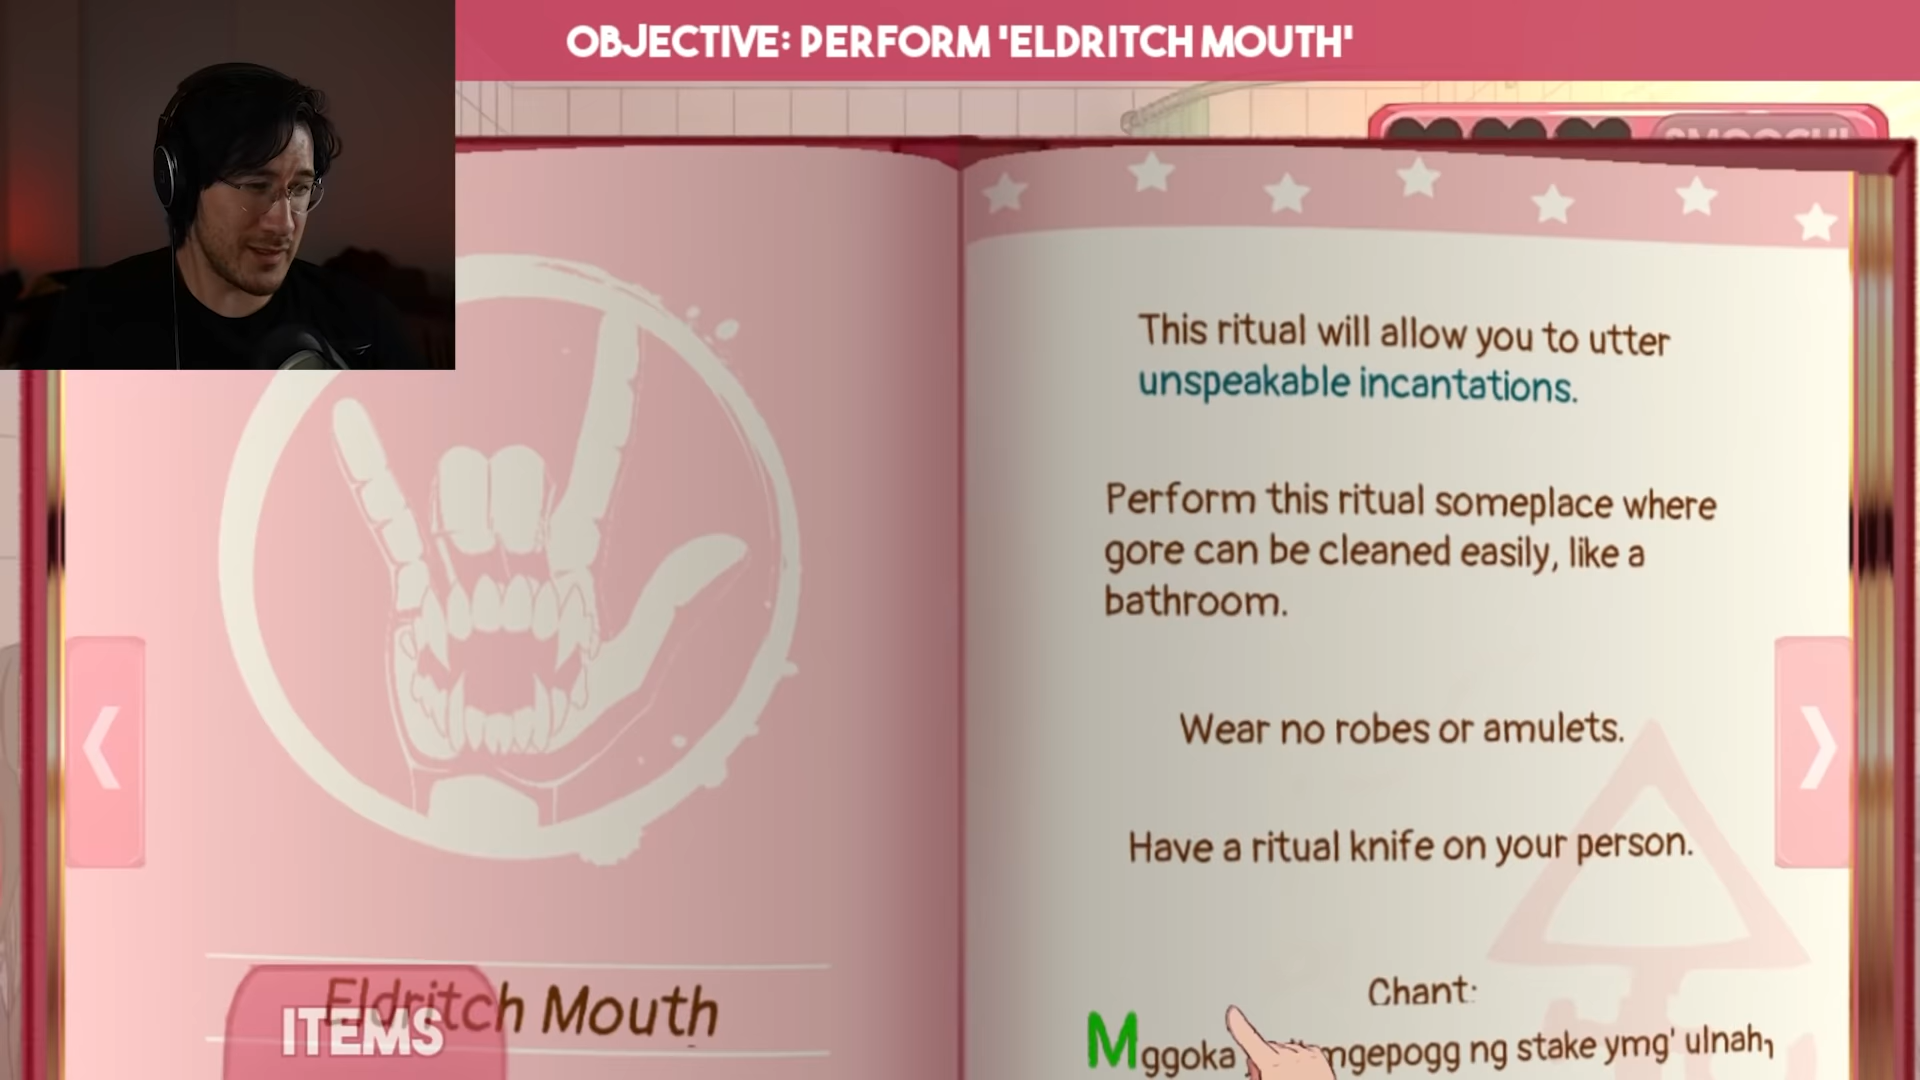 OBJECTIVE: PERFORM 'ELDRITCH MOUTH'
SMOOCH!
This ritual will allow you to utter
unspeakable incantations.
Perform this ritual someplace where
gore can be cleaned easily, like a
bathroom.
Wear no robes or amulets.
Have a ritual knife on your person.
Chant:
Mggoka ng stake ymg' ulnah,
Eldritch Mouth
ITEMS